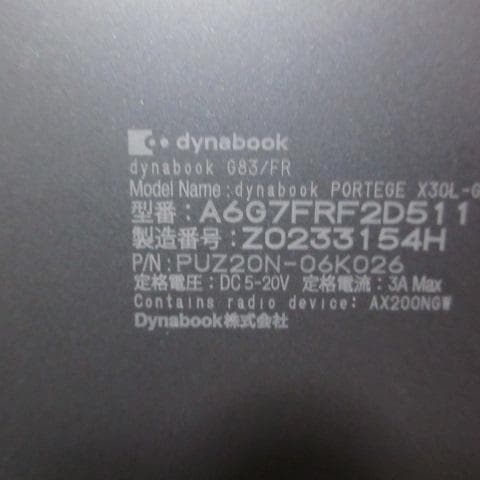 dynabook
dynabook G83/FR
Model Name : dynabook PORTEGE X30L-G
型番 : A6G7FRF2D511
製造番号 : Z0233154H
P/N : PUZ20N-06K026
定格電圧 : DC 5-20V 定格電流 : 3A Max
Contains radio device: AX200NGW
Dynabook株式会社